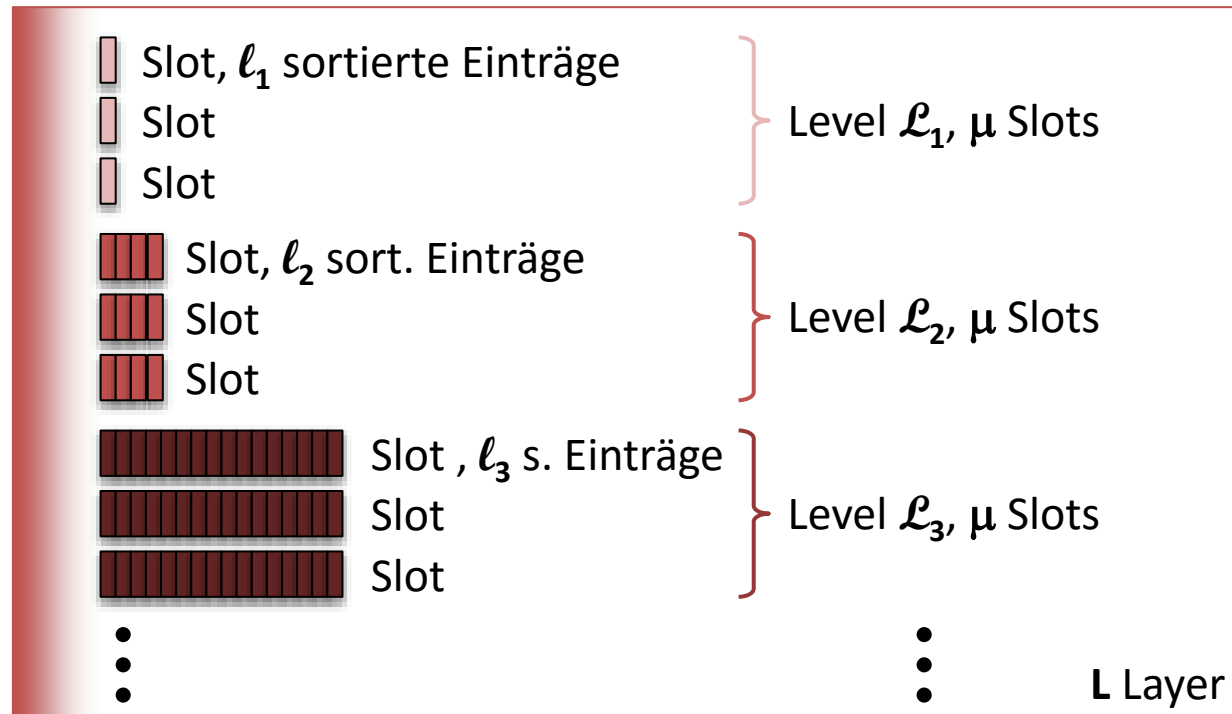 Slot, ℓ₁ sortierte Einträge
Slot
Slot
Level ℒ₁, μ Slots
Slot, ℓ₂ sort. Einträge
Slot
Slot
Level ℒ₂, μ Slots
Slot , ℓ₃ s. Einträge
Slot
Slot
Level ℒ₃, μ Slots
L Layer